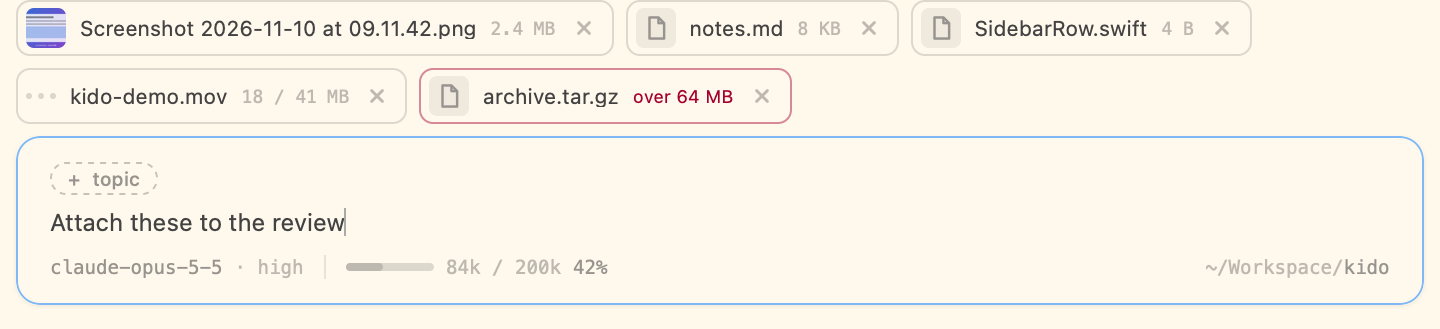 Screenshot 2026-11-10 at 09.11.42.png 2.4 MB × notes.md 8 KB × SidebarRow.swift 4 B ×
kido-demo.mov 18 / 41 MB × archive.tar.gz over 64 MB ×
+ topic
Attach these to the review
claude-opus-5-5 · high 84k / 200k 42% ~/Workspace/kido